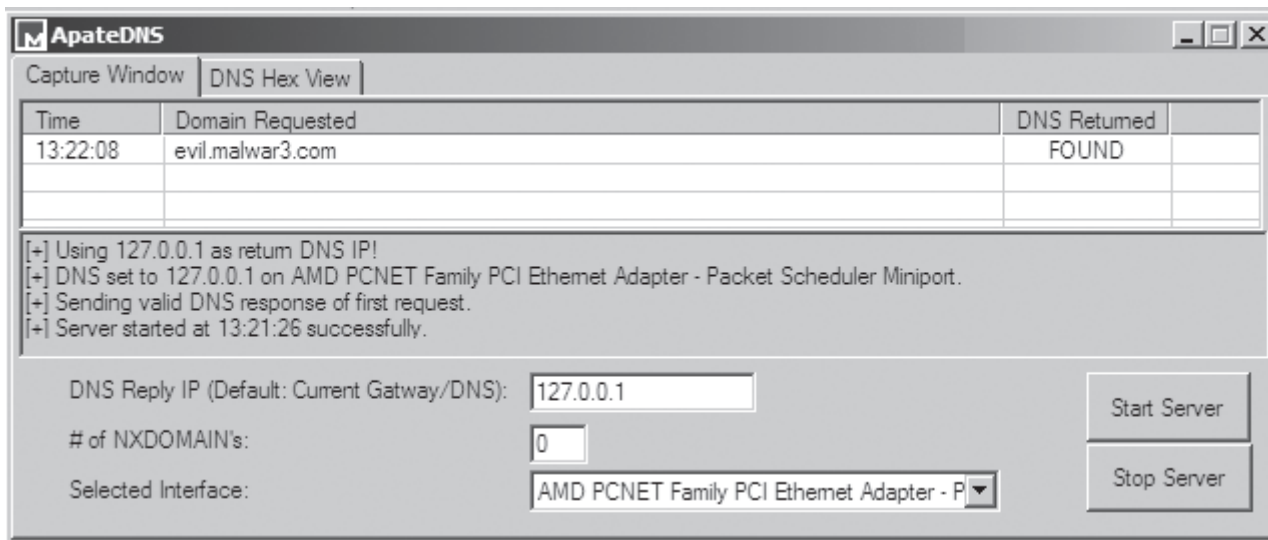 ApateDNS
Capture Window DNS Hex View
Time Domain Requested DNS Returned
13:22:08 evil.malwar3.com FOUND
[+] Using 127.0.0.1 as return DNS IP!
[+] DNS set to 127.0.0.1 on AMD PCNET Family PCI Ethernet Adapter - Packet Scheduler Miniport.
[+] Sending valid DNS response of first request.
[+] Server started at 13:21:26 successfully.
DNS Reply IP (Default: Current Gatway/DNS): 127.0.0.1
# of NXDOMAIN's: 0
Selected Interface: AMD PCNET Family PCI Ethernet Adapter - P
Start Server
Stop Server